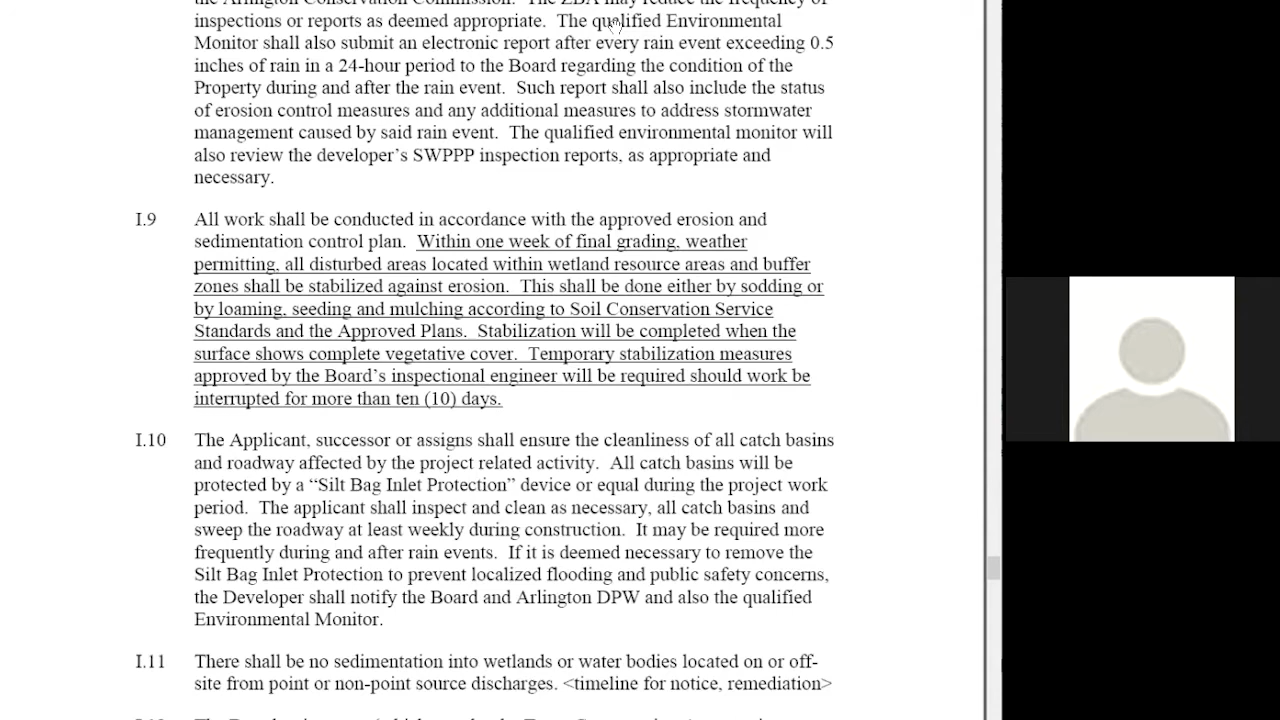 the Arlington Conservation Commission.  The ZBA may reduce the frequency of
inspections or reports as deemed appropriate.  The qualified Environmental
Monitor shall also submit an electronic report after every rain event exceeding 0.5
inches of rain in a 24-hour period to the Board regarding the condition of the
Property during and after the rain event.  Such report shall also include the status
of erosion control measures and any additional measures to address stormwater
management caused by said rain event.  The qualified environmental monitor will
also review the developer’s SWPPP inspection reports, as appropriate and
necessary.
I.9 All work shall be conducted in accordance with the approved erosion and
sedimentation control plan.  Within one week of final grading, weather
permitting, all disturbed areas located within wetland resource areas and buffer
zones shall be stabilized against erosion.  This shall be done either by sodding or
by loaming, seeding and mulching according to Soil Conservation Service
Standards and the Approved Plans.  Stabilization will be completed when the
surface shows complete vegetative cover.  Temporary stabilization measures
approved by the Board’s inspectional engineer will be required should work be
interrupted for more than ten (10) days.
I.10 The Applicant, successor or assigns shall ensure the cleanliness of all catch basins
and roadway affected by the project related activity.  All catch basins will be
protected by a “Silt Bag Inlet Protection” device or equal during the project work
period.  The applicant shall inspect and clean as necessary, all catch basins and
sweep the roadway at least weekly during construction.  It may be required more
frequently during and after rain events.  If it is deemed necessary to remove the
Silt Bag Inlet Protection to prevent localized flooding and public safety concerns,
the Developer shall notify the Board and Arlington DPW and also the qualified
Environmental Monitor.
I.11 There shall be no sedimentation into wetlands or water bodies located on or off-
site from point or non-point source discharges. <timeline for notice, remediation>